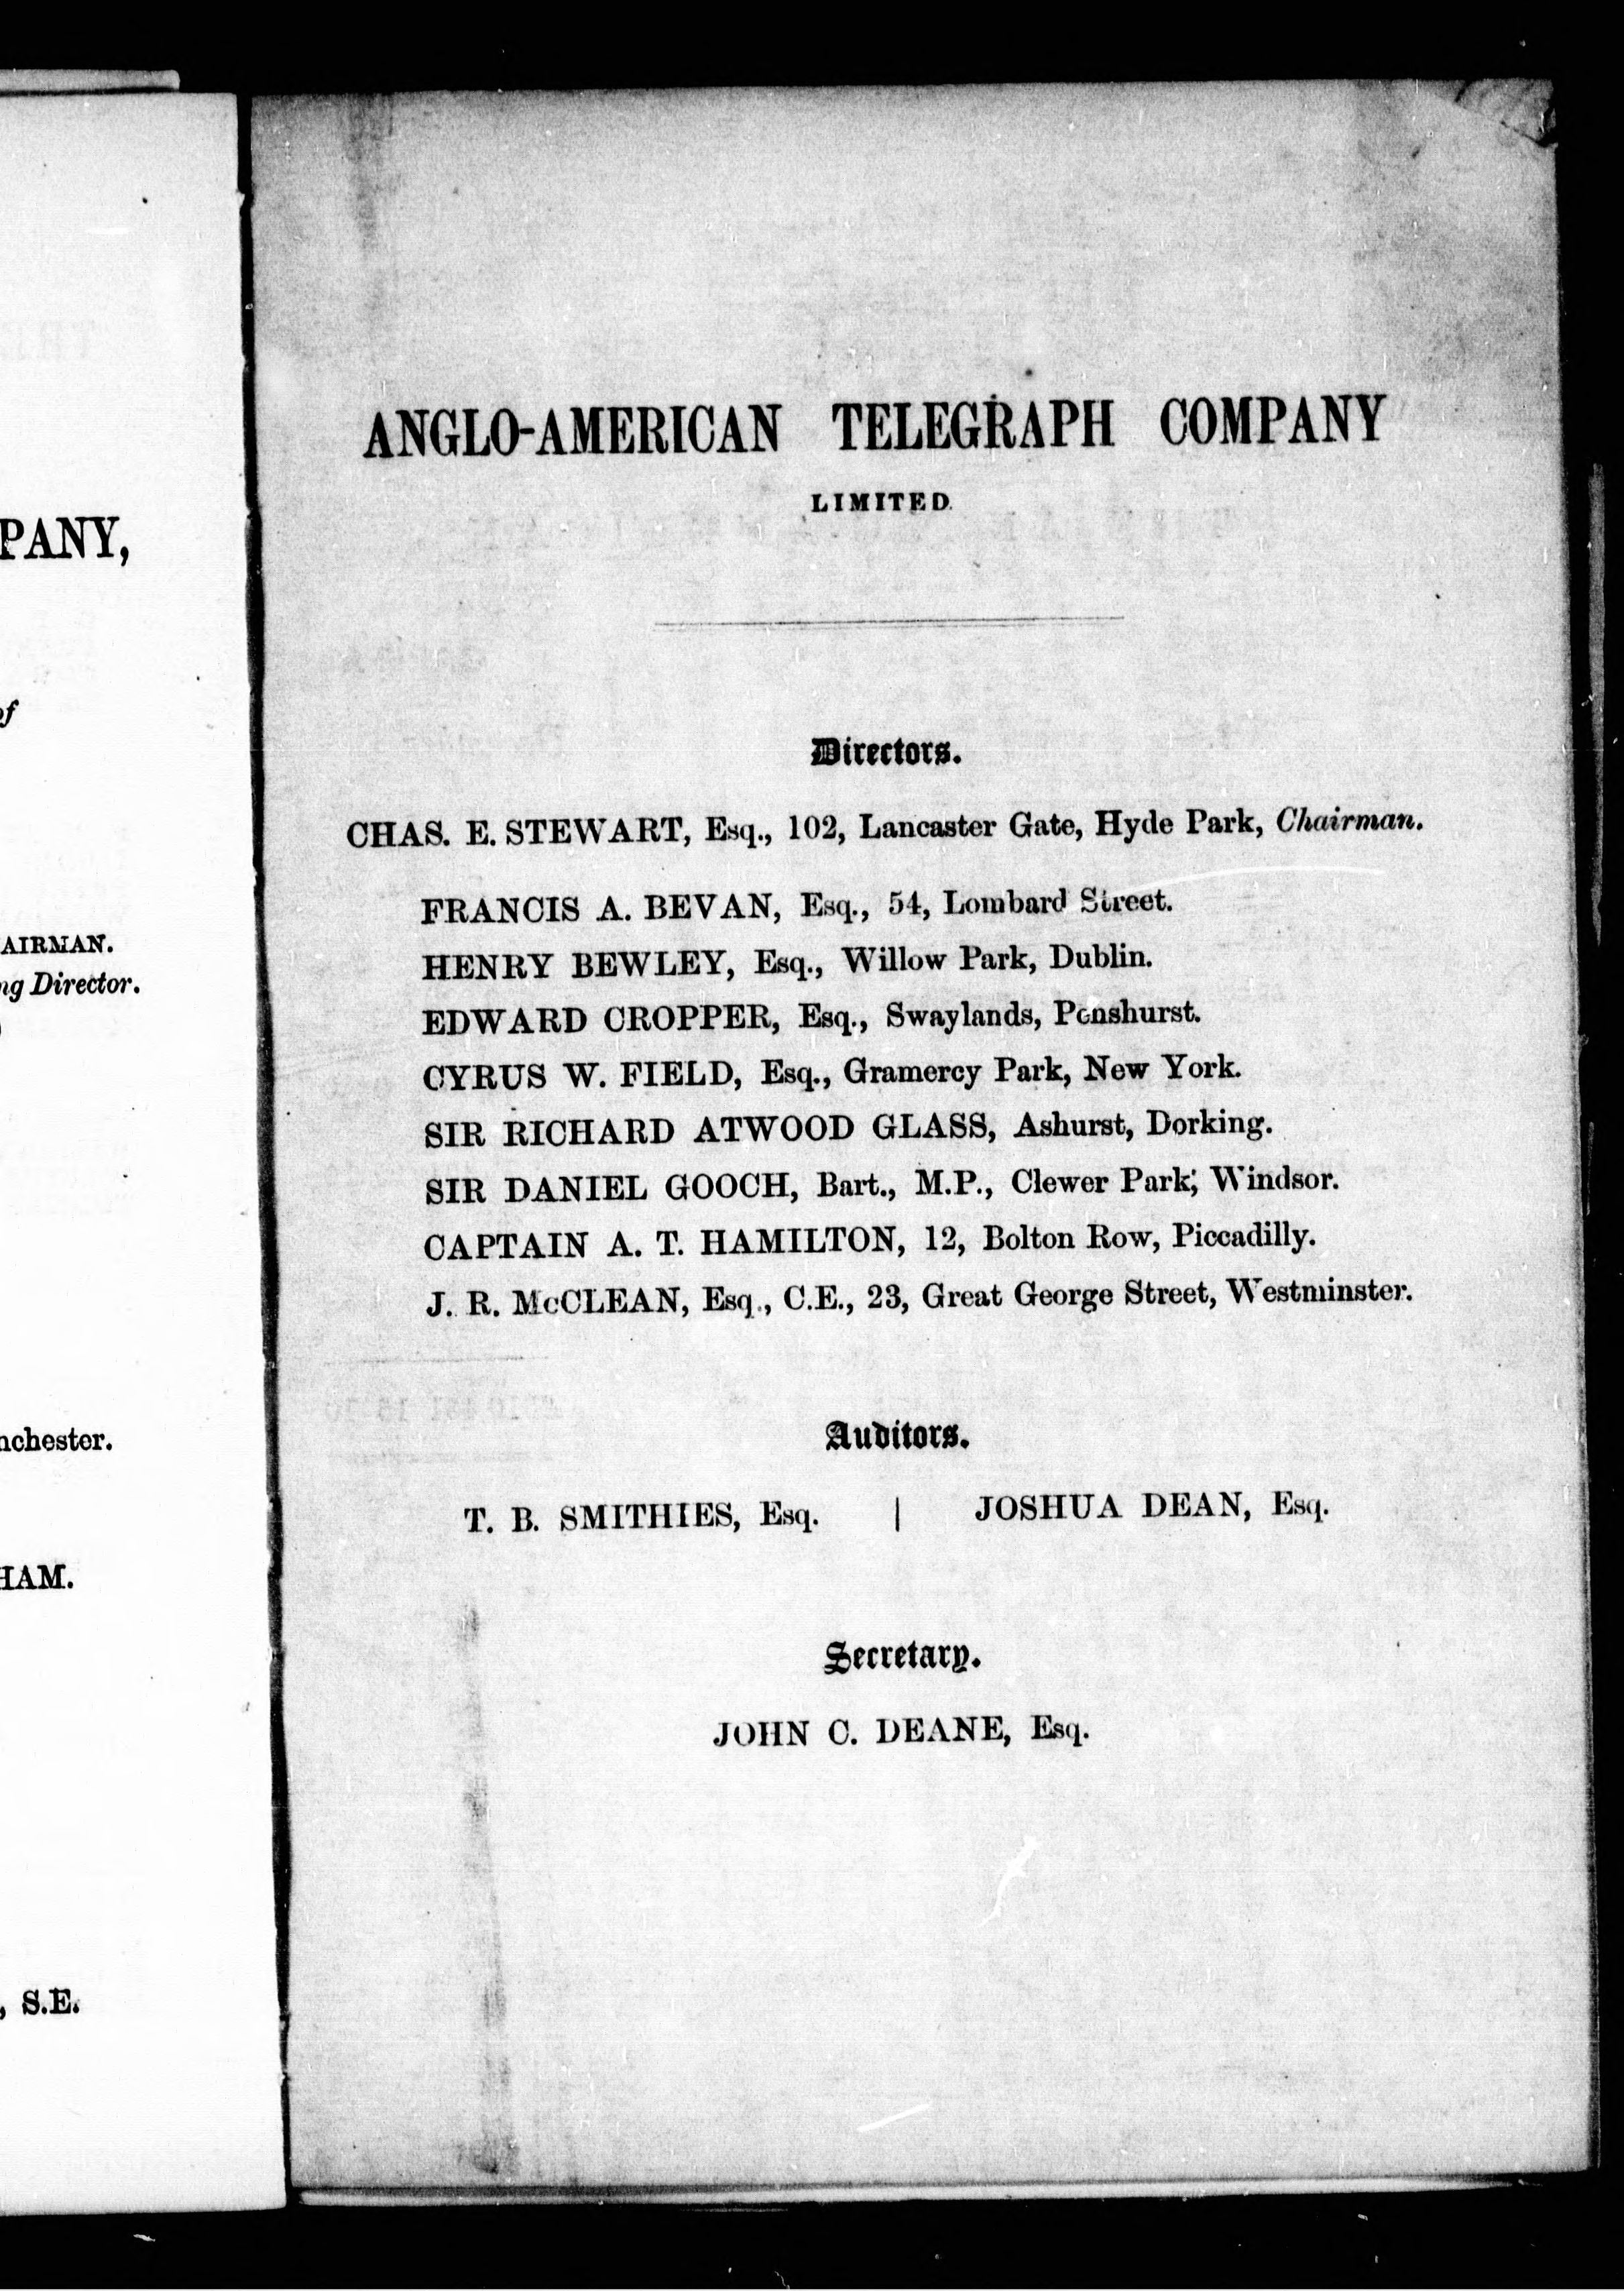 PANY,
of
AIRMAN.
ng Director.
nchester.
HAM.
, S.E.
ANGLO-AMERICAN TELEGRAPH COMPANY
LIMITED.
Directors.
CHAS. E. STEWART, Esq., 102, Lancaster Gate, Hyde Park, Chairman.
FRANCIS A. BEVAN, Esq., 54, Lombard Street.
HENRY BEWLEY, Esq., Willow Park, Dublin.
EDWARD CROPPER, Esq., Swaylands, Penshurst.
CYRUS W. FIELD, Esq., Gramercy Park, New York.
SIR RICHARD ATWOOD GLASS, Ashurst, Dorking.
SIR DANIEL GOOCH, Bart., M.P., Clewer Park, Windsor.
CAPTAIN A. T. HAMILTON, 12, Bolton Row, Piccadilly.
J. R. McCLEAN, Esq., C.E., 23, Great George Street, Westminster.
Auditors.
T. B. SMITHIES, Esq. | JOSHUA DEAN, Esq.
Secretary.
JOHN C. DEANE, Esq.